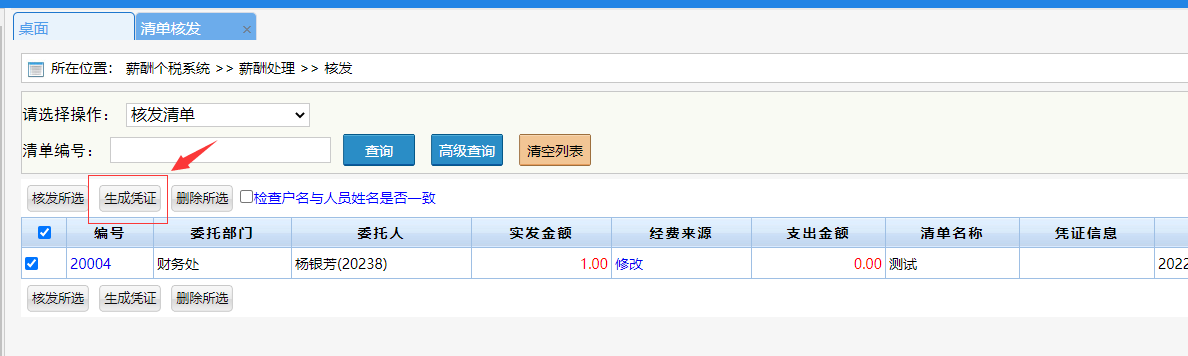 桌面 清单核发 ×
所在位置： 薪酬个税系统 >> 薪酬处理 >> 核发
请选择操作： 核发清单
清单编号： 查询 高级查询 清空列表
核发所选 生成凭证 删除所选 检查户名与人员姓名是否一致
编号 委托部门 委托人 实发金额 经费来源 支出金额 清单名称 凭证信息
20004 财务处 杨银芳(20238) 1.00 修改 0.00 测试 2022
核发所选 生成凭证 删除所选